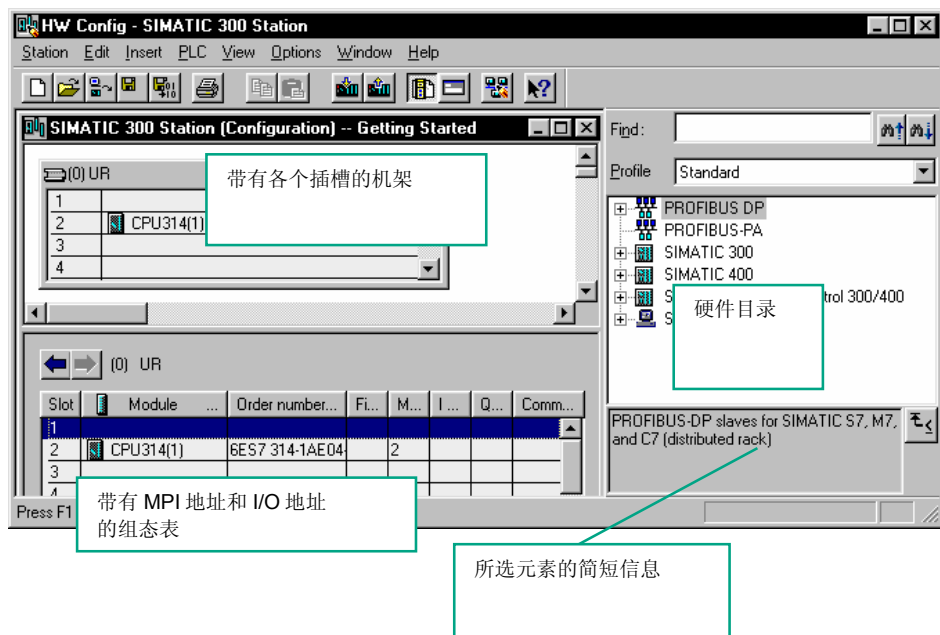 HW Config - SIMATIC 300 Station
Station Edit Insert PLC View Options Window Help
SIMATIC 300 Station (Configuration) -- Getting Started
(0) UR
1
2 CPU314(1)
3
4
带有各个插槽的机架
Find:
Profile Standard
PROFIBUS DP
PROFIBUS-PA
SIMATIC 300
SIMATIC 400
S trol 300/400
S
硬件目录
(0) UR
Slot Module ... Order number... Fi... M... I ... Q... Comm...
1
2 CPU314(1) 6ES7 314-1AE04- 2
3
4
PROFIBUS-DP slaves for SIMATIC S7, M7,
and C7 (distributed rack)
Press F1
带有 MPI 地址和 I/O 地址
的组态表
所选元素的简短信息